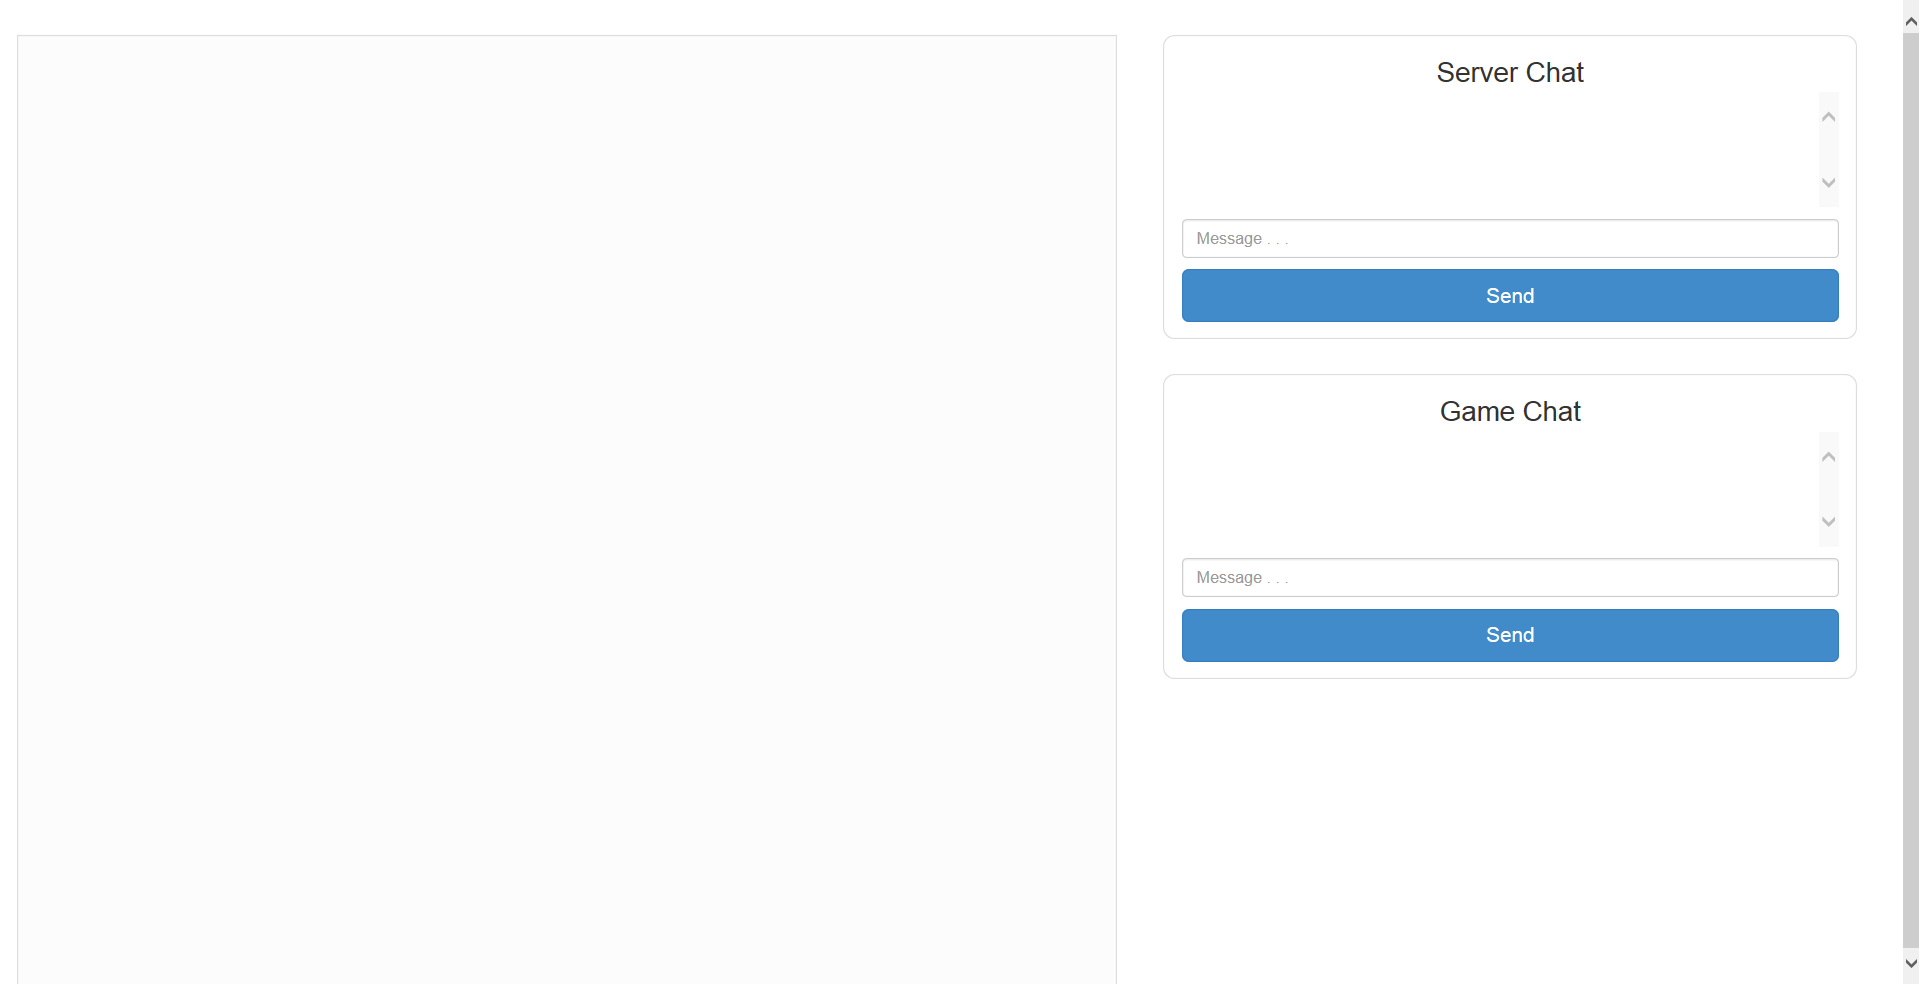 Server Chat
Message . . .
Send
Game Chat
Message . . .
Send